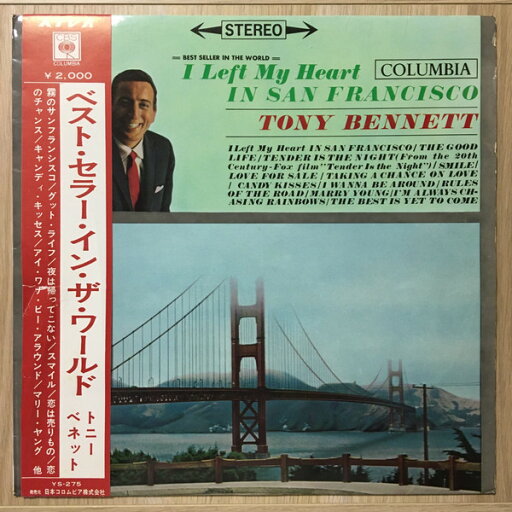 ステレオ
CBS
COLUMBIA
¥2,000
ベスト・セラー・イン・ザ・ワールド
トニー
ベネット
霧のサンフランシスコ/グット・ライフ/夜は帰ってこない/スマイル/恋は売りもの/恋
のチャンス/キャンディ・キッセス/アイ・ワナ・ビー・アラウンド/マリー・ヤング 他
YS-275
発売元 日本コロムビア株式会社
STEREO
BEST SELLER IN THE WORLD
I Left My Heart
IN SAN FRANCISCO
COLUMBIA
TONY BENNETT
I Left My Heart IN SAN FRANCISCO/THE GOOD
LIFE/TENDER IS THE NIGHT(From the 20th
Century-Fox film "Tender Is the Night")/SMILE/
LOVE FOR SALE/TAKING A CHANCE ON LOVE
/CANDY KISSES/I WANNA BE AROUND/RULES
OF THE ROAD/MARRY YOUNG/I'M ALWAYS CH-
ASING RAINBOWS/THE BEST IS YET TO COME